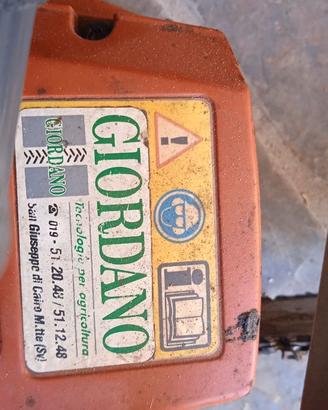 GIORDANO
Tecnologie per agricoltura
GIORDANO
☎ 019 - 51.20.48 / 51.12.48
San Giuseppe di Cairo M.tte (Sv)